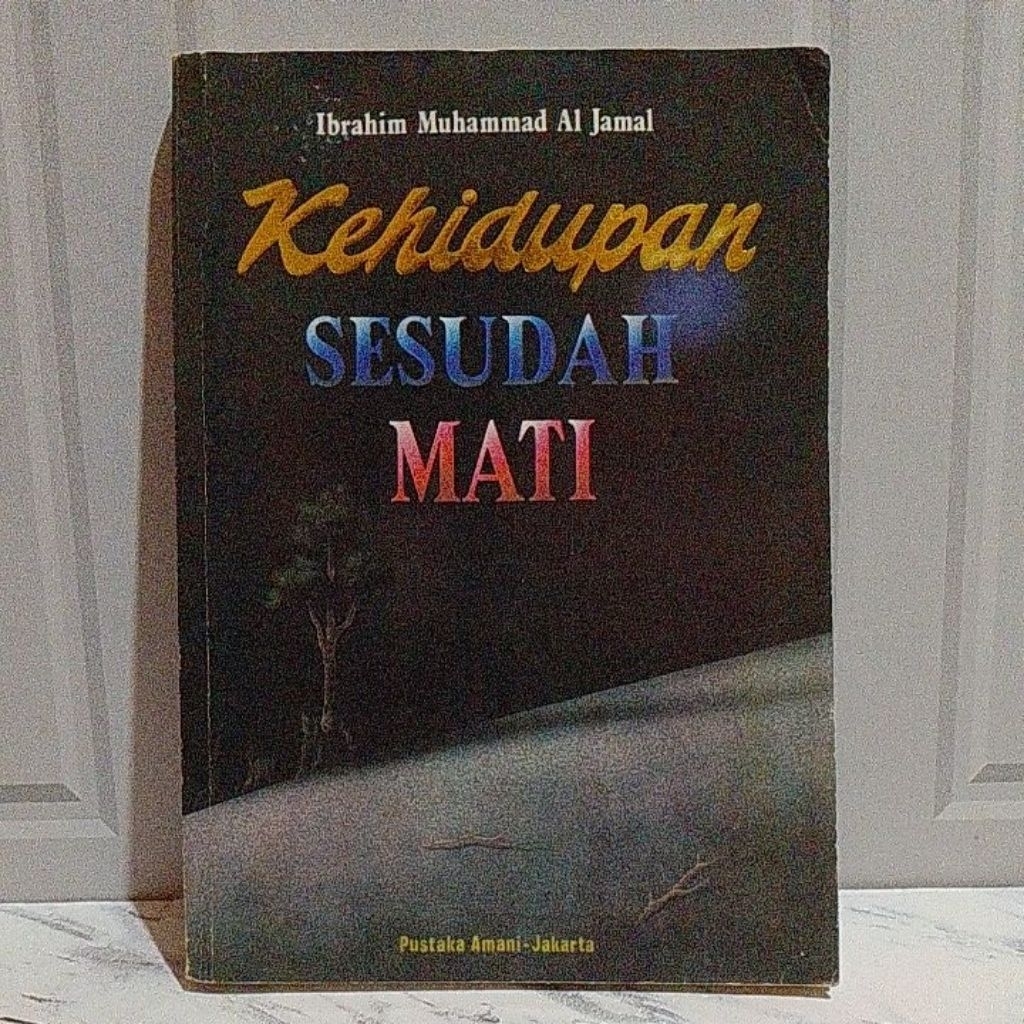 Ibrahim Muhammad Al Jamal
Kehidupan
SESUDAH
MATI
Pustaka Amani-Jakarta